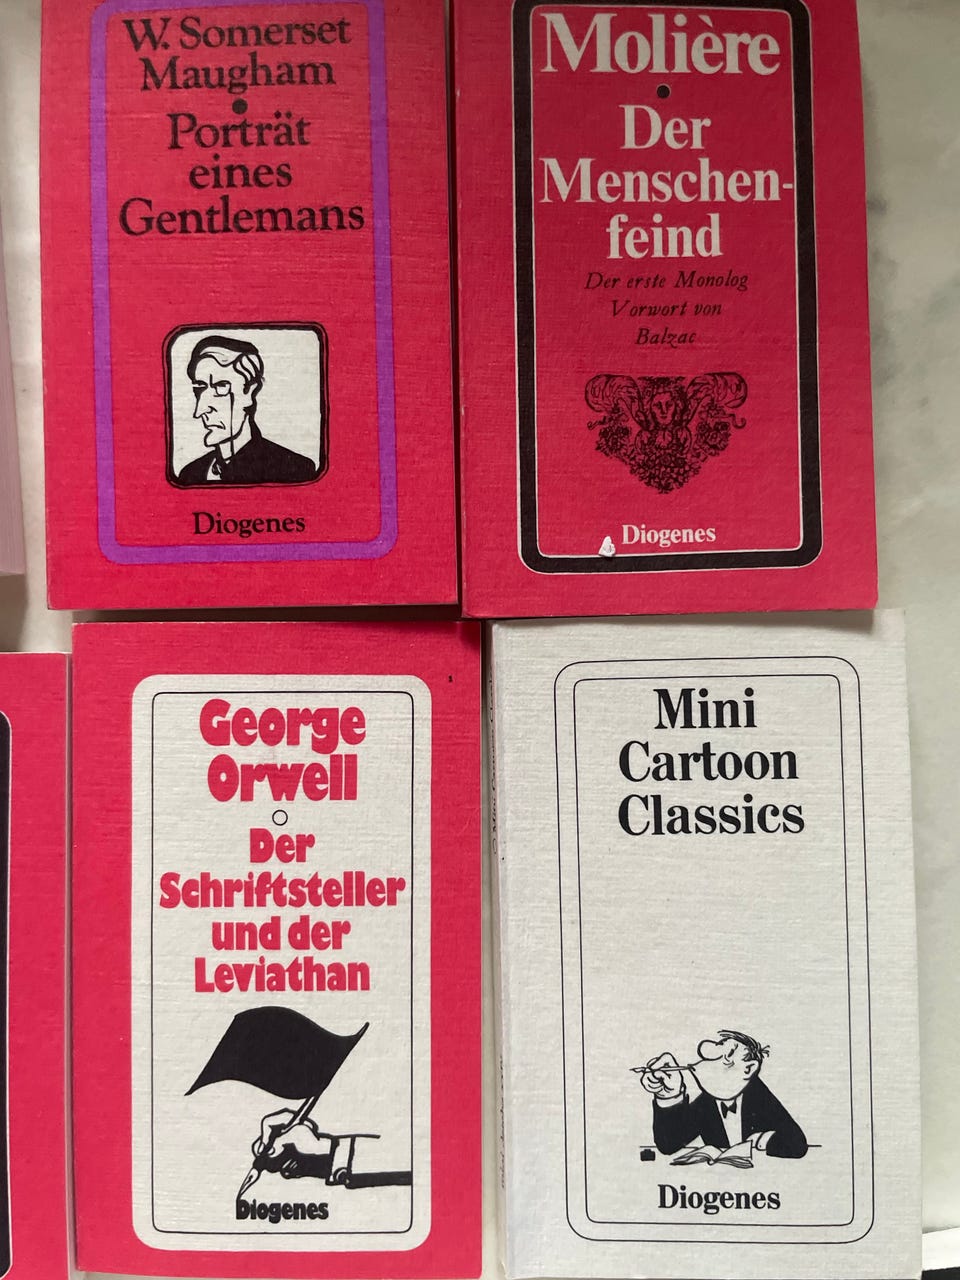 W. Somerset
Maugham
Porträt
eines
Gentlemans
Diogenes
Molière
Der
Menschen-
feind
Der erste Monolog
Vorwort von
Balzac
Diogenes
George
Orwell
Der
Schriftsteller
und der
Leviathan
Diogenes
Mini
Cartoon
Classics
Diogenes